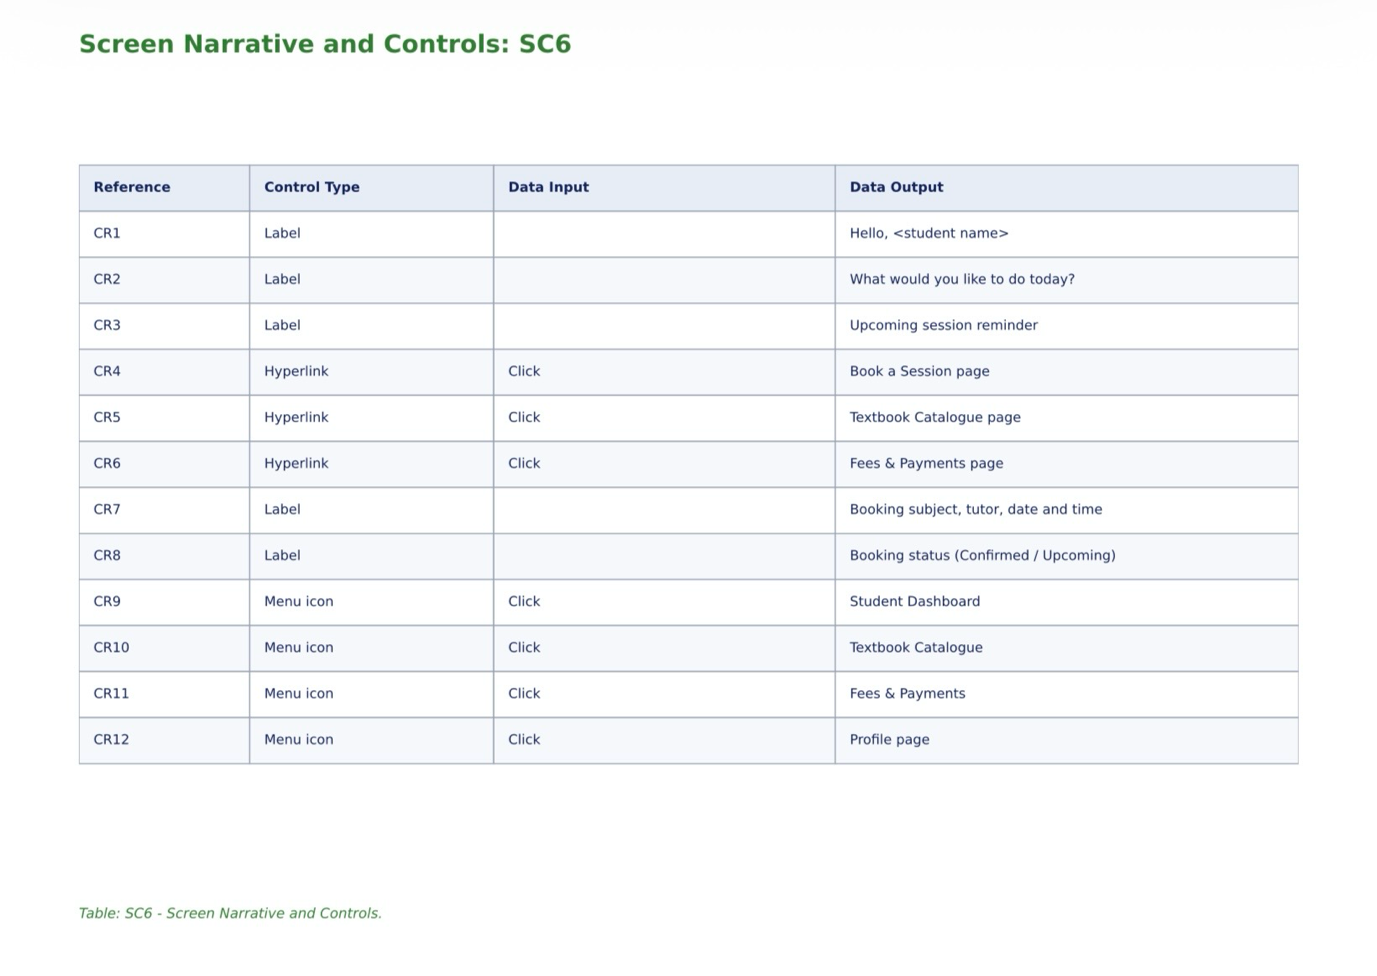 Screen Narrative and Controls: SC6
Reference Control Type Data Input Data Output
CR1 Label Hello, <student name>
CR2 Label What would you like to do today?
CR3 Label Upcoming session reminder
CR4 Hyperlink Click Book a Session page
CR5 Hyperlink Click Textbook Catalogue page
CR6 Hyperlink Click Fees & Payments page
CR7 Label Booking subject, tutor, date and time
CR8 Label Booking status (Confirmed / Upcoming)
CR9 Menu icon Click Student Dashboard
CR10 Menu icon Click Textbook Catalogue
CR11 Menu icon Click Fees & Payments
CR12 Menu icon Click Profile page
Table: SC6 - Screen Narrative and Controls.